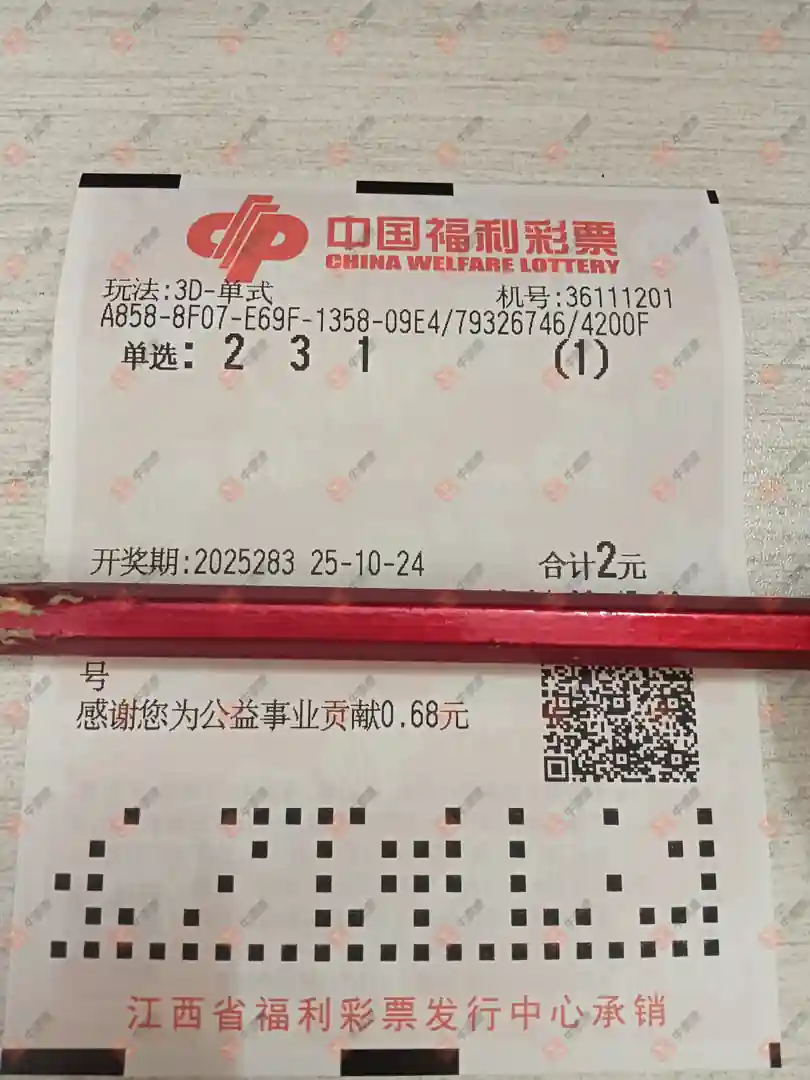 中国福利彩票
CHINA WELFARE LOTTERY
玩法:3D-单式 机号:36111201
A858-8F07-E69F-1358-09E4/79326746/4200F
单选: 2 3 1 (1)
开奖期:2025283 25-10-24 合计2元
号
感谢您为公益事业贡献0.68元
江西省福利彩票发行中心承销